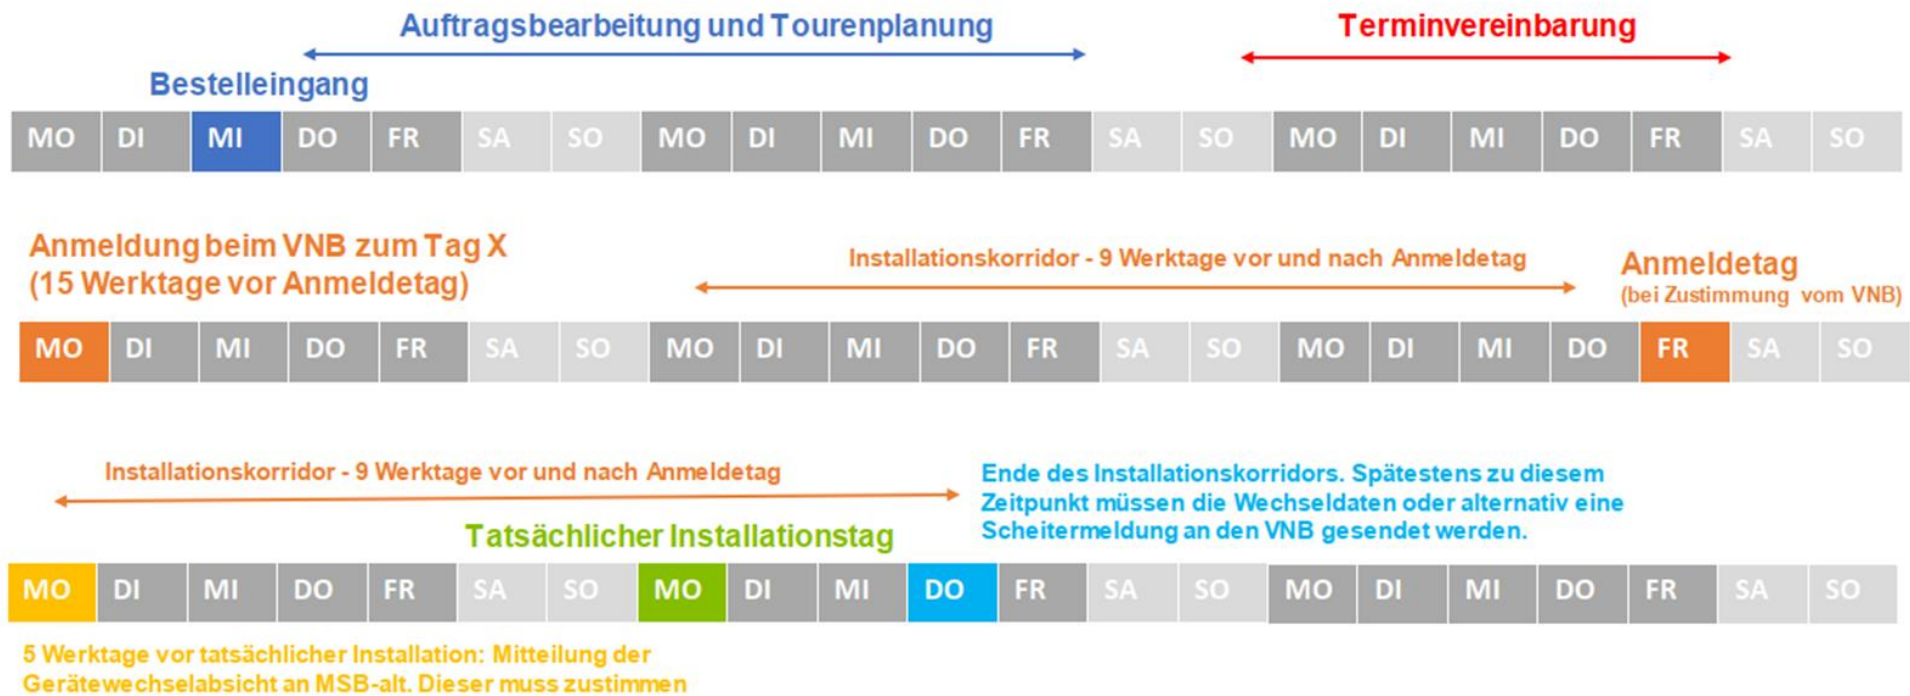 Auftragsbearbeitung und Tourenplanung
Terminvereinbarung
Bestelleingang
MO DI MI DO FR SA SO MO DI MI DO FR SA SO MO DI MI DO FR SA SO
Anmeldung beim VNB zum Tag X
(15 Werktage vor Anmeldetag)
Installationskorridor - 9 Werktage vor und nach Anmeldetag
Anmeldetag
(bei Zustimmung vom VNB)
MO DI MI DO FR SA SO MO DI MI DO FR SA SO MO DI MI DO FR SA SO
Installationskorridor - 9 Werktage vor und nach Anmeldetag
Ende des Installationskorridors. Spätestens zu diesem
Zeitpunkt müssen die Wechseldaten oder alternativ eine
Scheitermeldung an den VNB gesendet werden.
Tatsächlicher Installationstag
MO DI MI DO FR SA SO MO DI MI DO FR SA SO MO DI MI DO FR SA SO
5 Werktage vor tatsächlicher Installation: Mitteilung der
Gerätewechselabsicht an MSB-alt. Dieser muss zustimmen